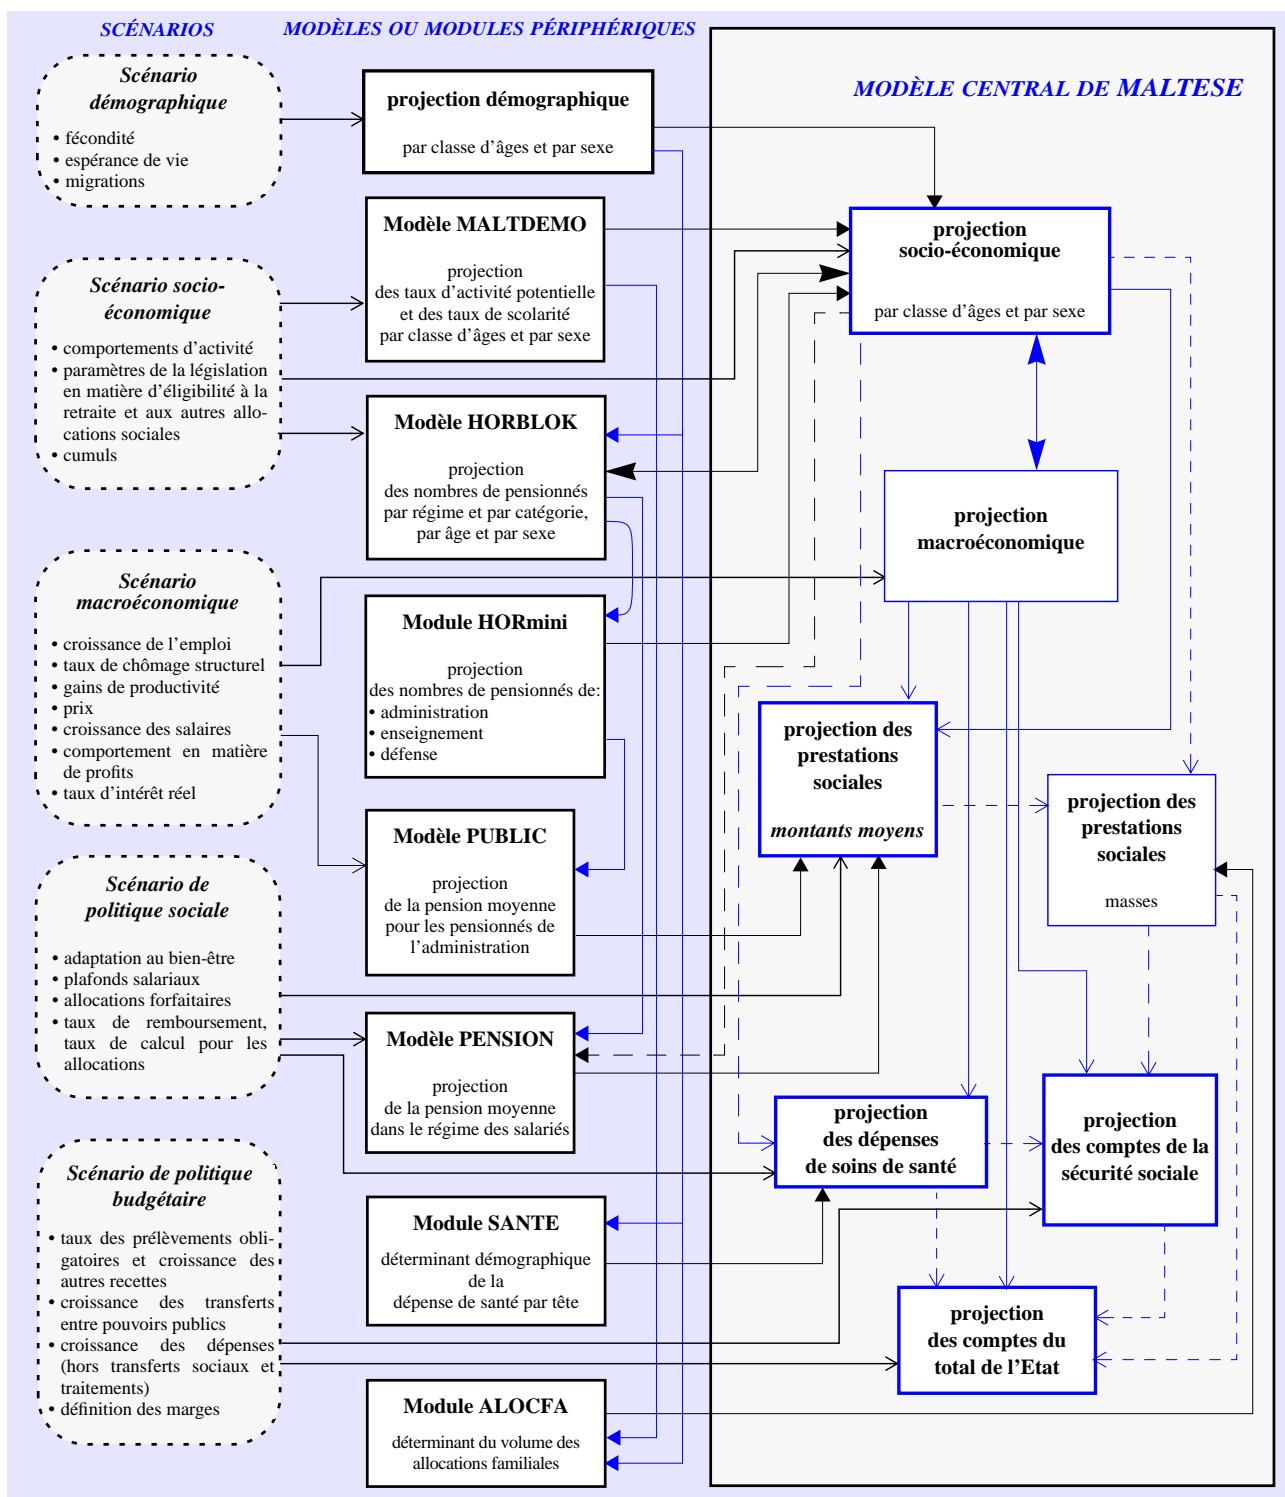 SCÉNARIOS
MODÈLES OU MODULES PÉRIPHÉRIQUES
MODÈLE CENTRAL DE MALTESE
Scénario
démographique
• fécondité
• espérance de vie
• migrations
Scénario socio-
économique
• comportements d’activité
• paramètres de la législation
en matière d’éligibilité à la
retraite et aux autres allo-
cations sociales
• cumuls
Scénario
macroéconomique
• croissance de l’emploi
• taux de chômage structurel
• gains de productivité
• prix
• croissance des salaires
• comportement en matière
de profits
• taux d’intérêt réel
Scénario de
politique sociale
• adaptation au bien-être
• plafonds salariaux
• allocations forfaitaires
• taux de remboursement,
taux de calcul pour les
allocations
Scénario de politique
budgétaire
• taux des prélèvements obli-
gatoires et croissance des
autres recettes
• croissance des transferts
entre pouvoirs publics
• croissance des dépenses
(hors transferts sociaux et
traitements)
• définition des marges
projection démographique
par classe d’âges et par sexe
Modèle MALTDEMO
projection
des taux d’activité potentielle
et des taux de scolarité
par classe d’âges et par sexe
Modèle HORBLOK
projection
des nombres de pensionnés
par régime et par catégorie,
par âge et par sexe
Module HORmini
projection
des nombres de pensionnés de:
• administration
• enseignement
• défense
Modèle PUBLIC
projection
de la pension moyenne
pour les pensionnés de
l’administration
Modèle PENSION
projection
de la pension moyenne
dans le régime des salariés
Module SANTE
déterminant démographique
de la
dépense de santé par tête
Module ALOCFA
déterminant du volume des
allocations familiales
projection
socio-économique
par classe d’âges et par sexe
projection
macroéconomique
projection des
prestations
sociales
montants moyens
projection des
prestations
sociales
masses
projection
des dépenses
de soins de santé
projection
des comptes de la
sécurité sociale
projection
des comptes du
total de l’Etat